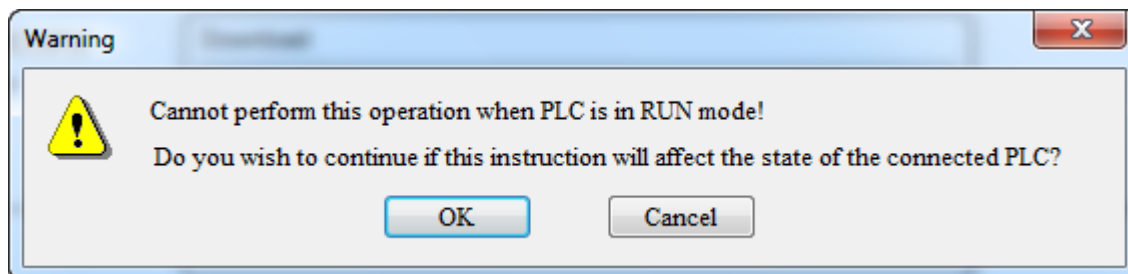 Warning
Download
Cannot perform this operation when PLC is in RUN mode!
Do you wish to continue if this instruction will affect the state of the connected PLC?
OK
Cancel